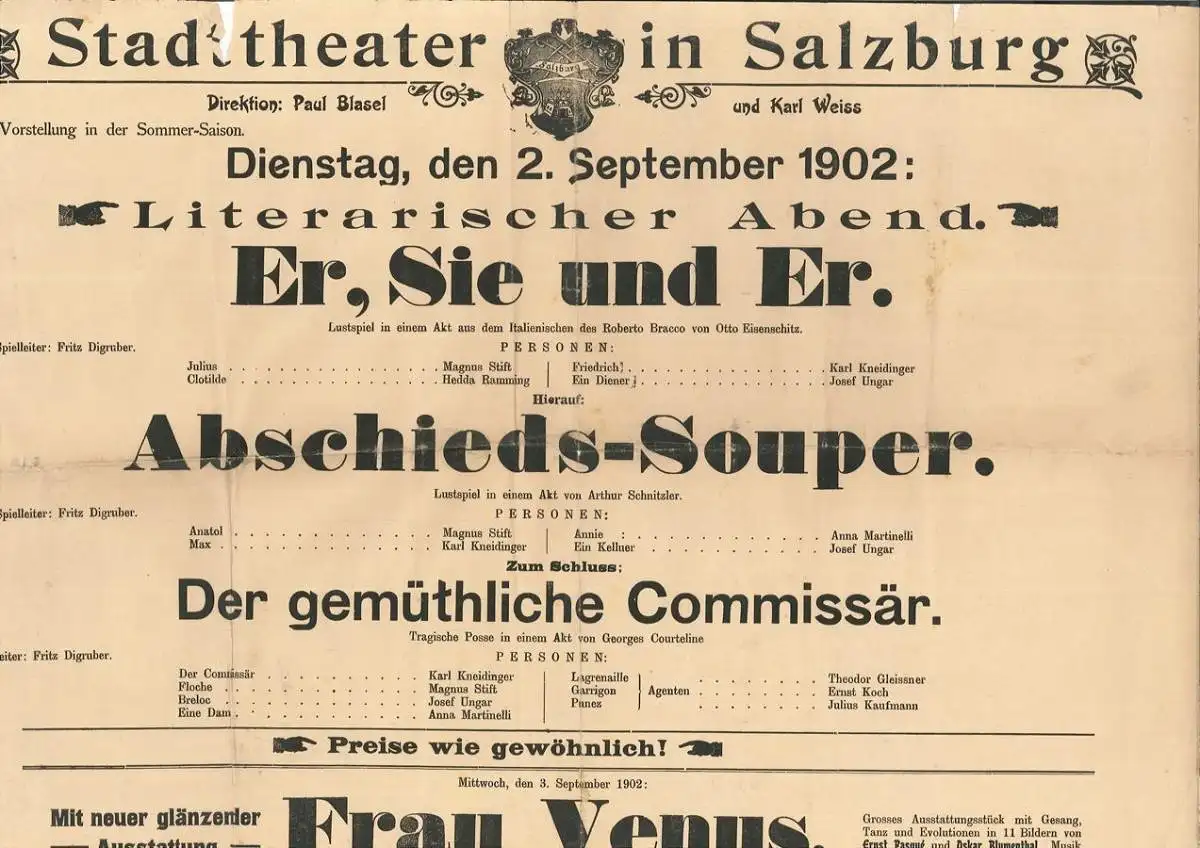 Stadttheater in Salzburg
Salzburg
Direktion: Paul Blasel und Karl Weiss
Vorstellung in der Sommer-Saison.
Dienstag, den 2. September 1902:
Literarischer Abend.
Er, Sie und Er.
Lustspiel in einem Akt aus dem Italienischen des Roberto Bracco von Otto Eisenschitz.
Spielleiter: Fritz Digruber.
PERSONEN:
Julius . . . . . . . . . . . . . . . . Magnus Stift | Friedrich} . . . . . . . . . . . . . . . Karl Kneidinger
Clotilde . . . . . . . . . . . . . . . Hedda Ramming | Ein Diener} . . . . . . . . . . . . . . Josef Ungar
Hierauf:
Abschieds-Souper.
Lustspiel in einem Akt von Arthur Schnitzler.
Spielleiter: Fritz Digruber.
PERSONEN:
Anatol . . . . . . . . . . . . . Magnus Stift | Annie : . . . . . . . . . . . . . Anna Martinelli
Max . . . . . . . . . . . . . . Karl Kneidinger | Ein Kellner . . . . . . . . . . . Josef Ungar
Zum Schluss:
Der gemüthliche Commissär.
Tragische Posse in einem Akt von Georges Courteline
eiter: Fritz Digruber.
PERSONEN:
Der Commissär . . . . . . . . . . Karl Kneidinger | Lagrenaille . . . . . . . . Theodor Gleissner
Floche . . . . . . . . . . . . . Magnus Stift | Garrigon Agenten . . . . . . . . Ernst Koch
Breloc . . . . . . . . . . . . . Josef Ungar | Punez . . . . . . . . Julius Kaufmann
Eine Dam . . . . . . . . . . . . Anna Martinelli
Preise wie gewöhnlich!
Mittwoch, den 3. September 1902:
Mit neuer glänzender
— Ausstattung —
Frau Venus.
Grosses Ausstattungsstück mit Gesang,
Tanz und Evolutionen in 11 Bildern von
Ernst Pasqué und Oskar Blumenthal. Musik